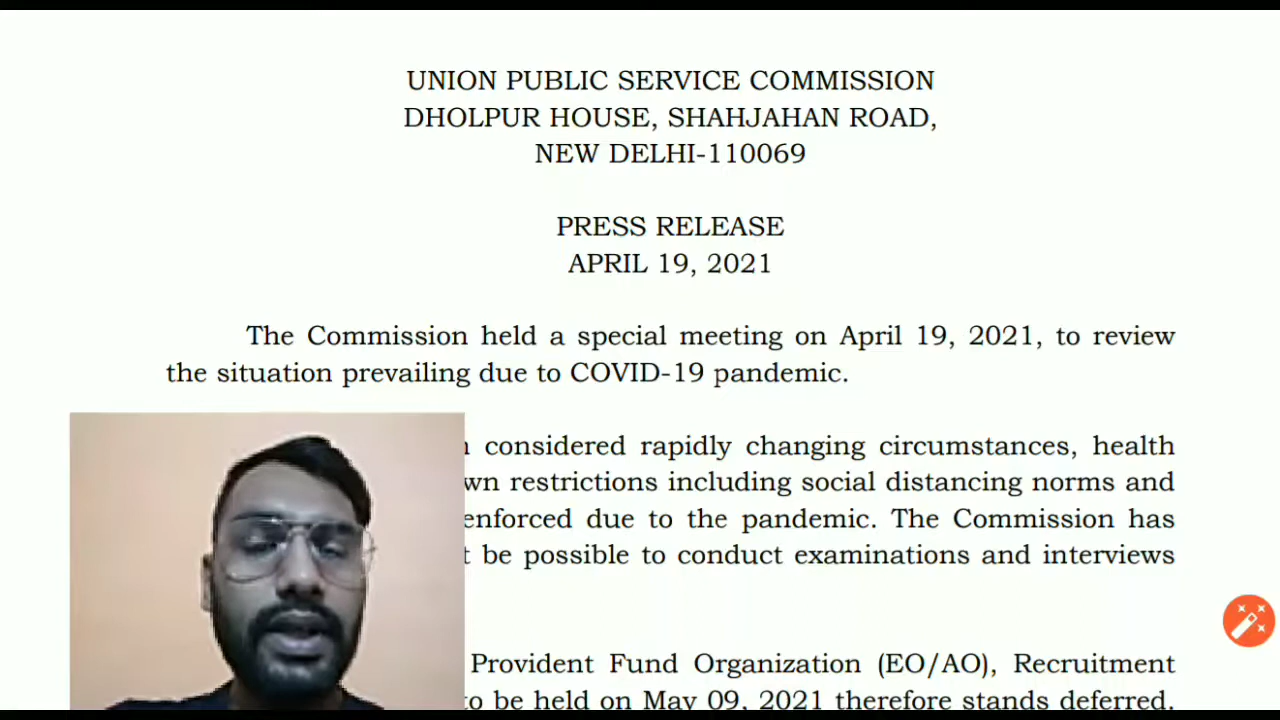 UNION PUBLIC SERVICE COMMISSION
DHOLPUR HOUSE, SHAHJAHAN ROAD,
NEW DELHI-110069
PRESS RELEASE
APRIL 19, 2021
The Commission held a special meeting on April 19, 2021, to review
the situation prevailing due to COVID-19 pandemic.
considered rapidly changing circumstances, health
restrictions including social distancing norms and
enforced due to the pandemic. The Commission has
be possible to conduct examinations and interviews
Provident Fund Organization (EO/AO), Recruitment
to be held on May 09, 2021 therefore stands deferred.